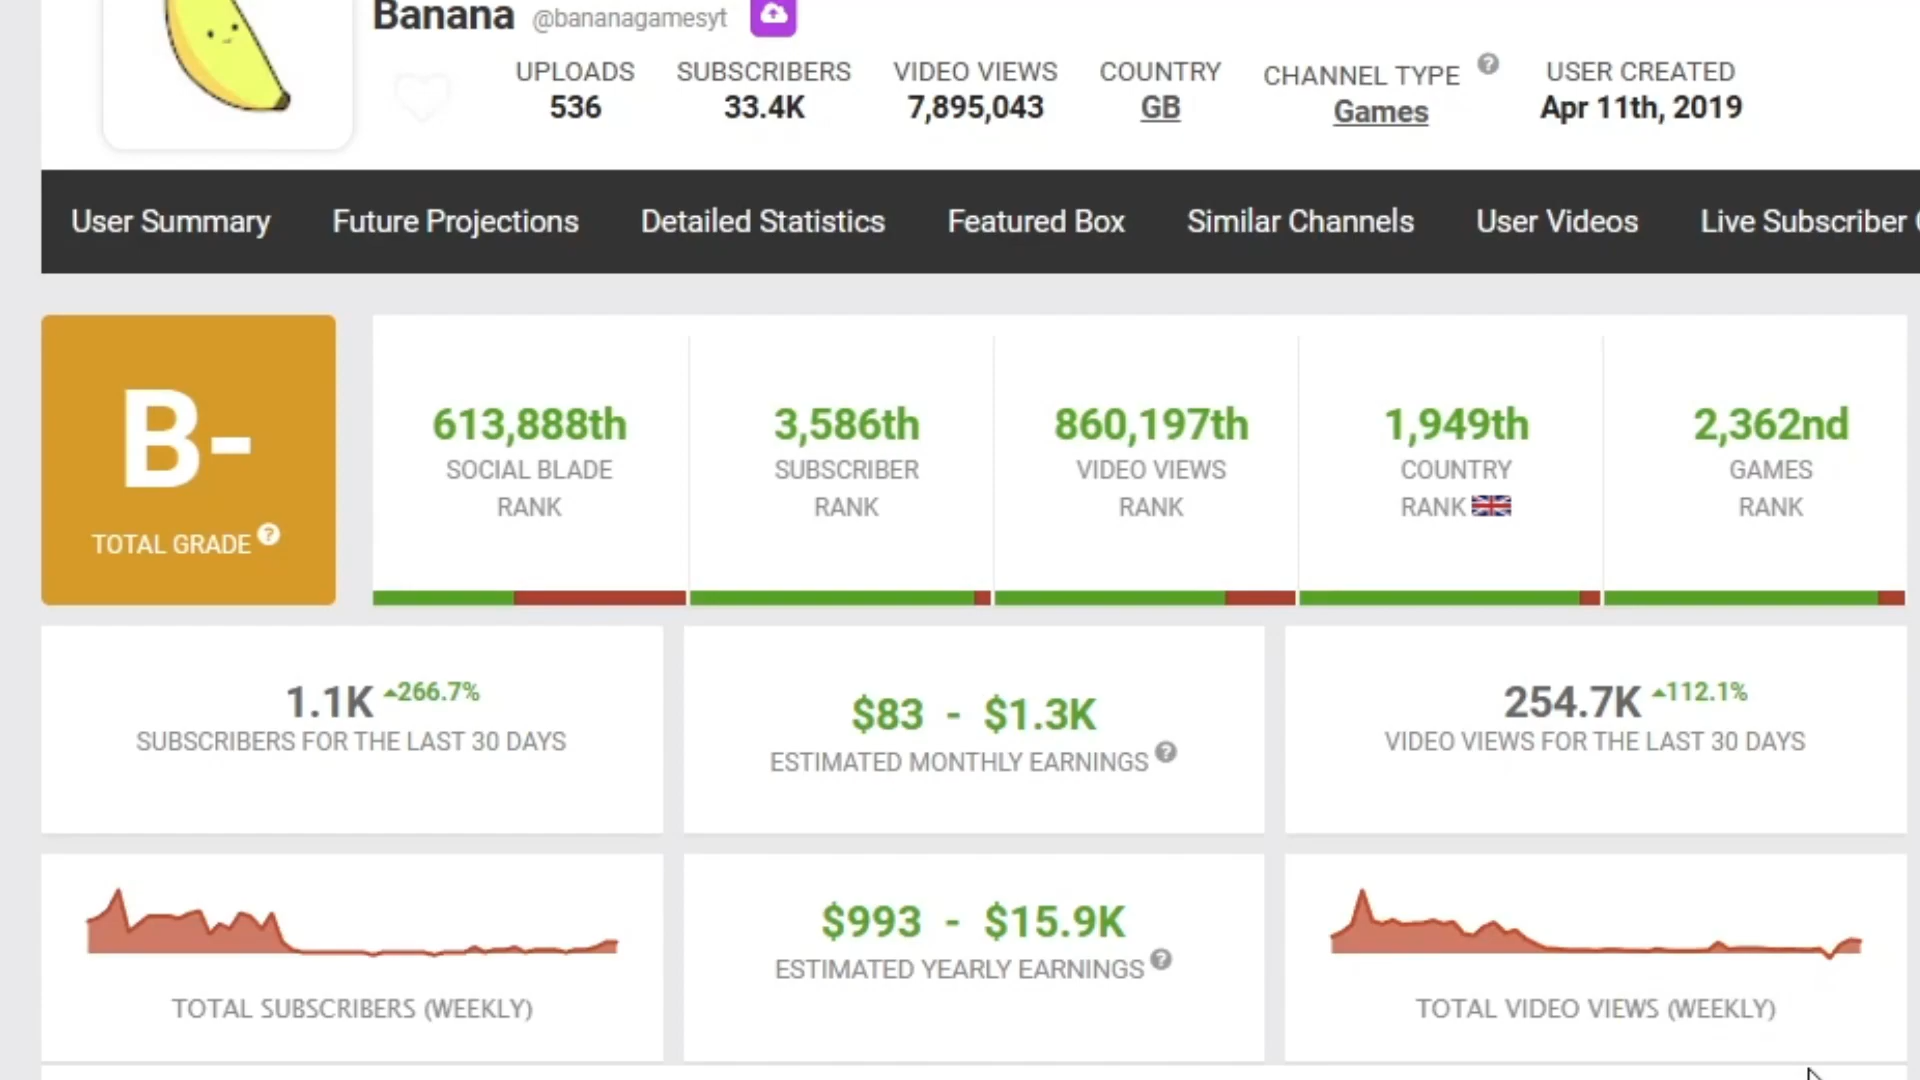 Banana @bananagamesyt
UPLOADS SUBSCRIBERS VIDEO VIEWS COUNTRY CHANNEL TYPE ? USER CREATED
536 33.4K 7,895,043 GB Games Apr 11th, 2019
User Summary Future Projections Detailed Statistics Featured Box Similar Channels User Videos Live Subscriber
B-
TOTAL GRADE ?
613,888th
SOCIAL BLADE
RANK
3,586th
SUBSCRIBER
RANK
860,197th
VIDEO VIEWS
RANK
1,949th
COUNTRY
RANK
2,362nd
GAMES
RANK
1.1K 266.7%
SUBSCRIBERS FOR THE LAST 30 DAYS
$83 - $1.3K
ESTIMATED MONTHLY EARNINGS ?
254.7K 112.1%
VIDEO VIEWS FOR THE LAST 30 DAYS
TOTAL SUBSCRIBERS (WEEKLY)
$993 - $15.9K
ESTIMATED YEARLY EARNINGS ?
TOTAL VIDEO VIEWS (WEEKLY)